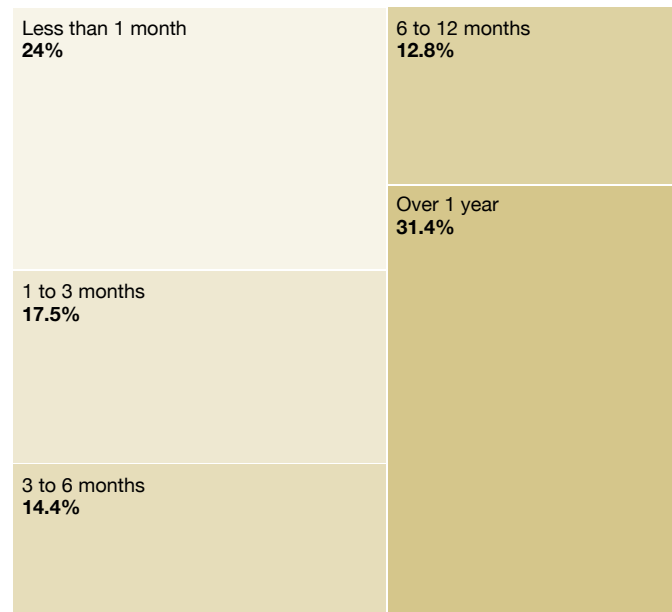 Less than 1 month
24%
1 to 3 months
17.5%
3 to 6 months
14.4%
6 to 12 months
12.8%
Over 1 year
31.4%